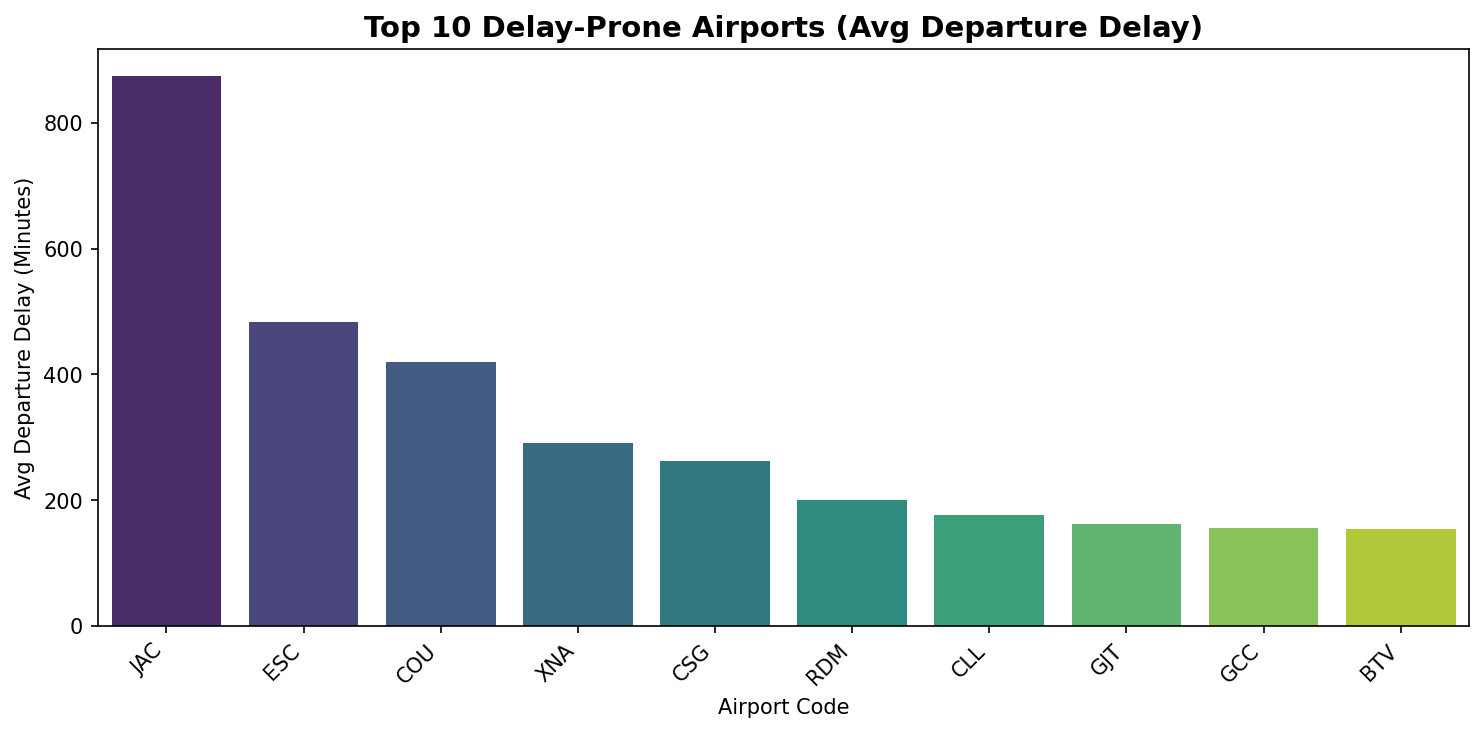 Top 10 Delay-Prone Airports (Avg Departure Delay)
Avg Departure Delay (Minutes)
800
600
400
200
0
JAC
ESC
COU
XNA
CSG
RDM
CLL
GJT
GCC
BTV
Airport Code